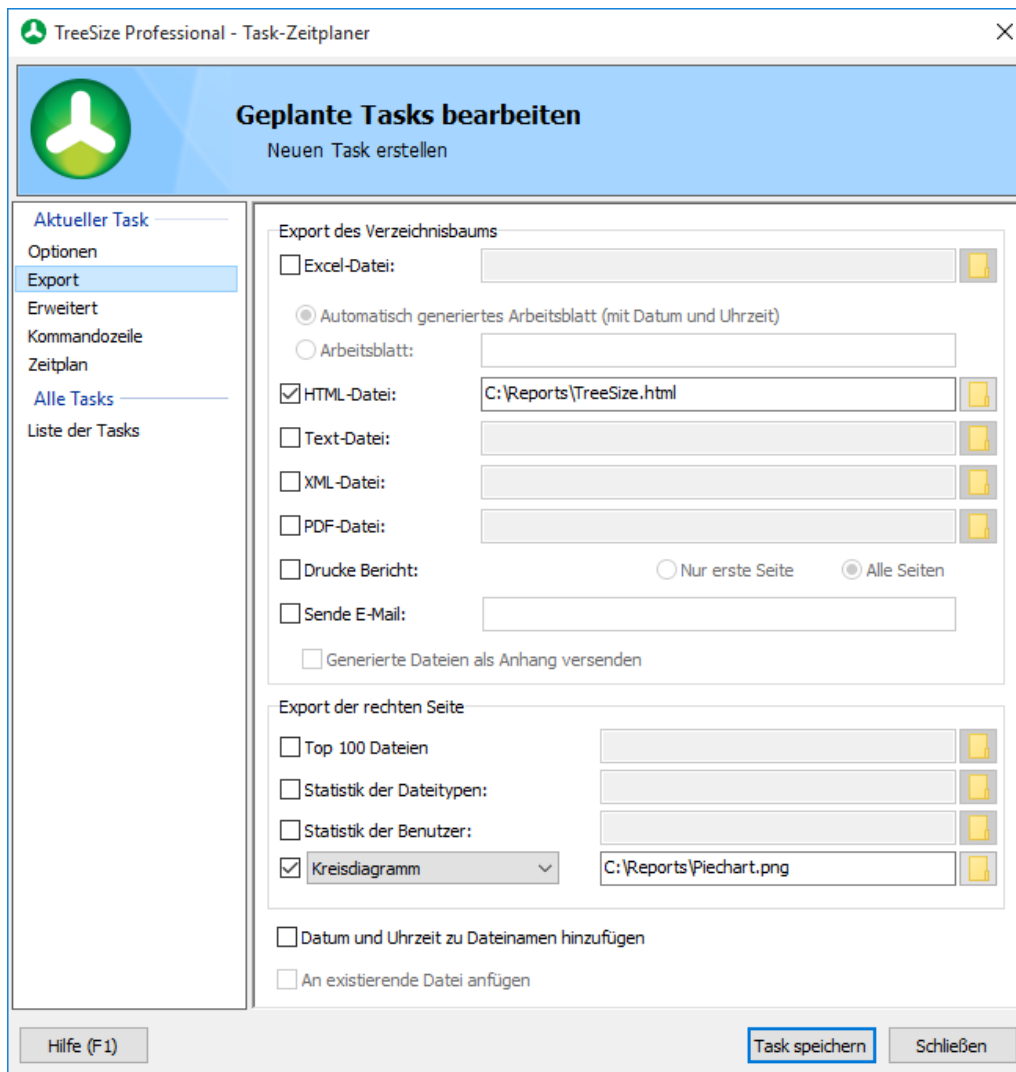 TreeSize Professional - Task-Zeitplaner
Geplante Tasks bearbeiten
Neuen Task erstellen
Aktueller Task
Optionen
Export
Erweitert
Kommandozeile
Zeitplan
Alle Tasks
Liste der Tasks
Export des Verzeichnisbaums
Excel-Datei:
Automatisch generiertes Arbeitsblatt (mit Datum und Uhrzeit)
Arbeitsblatt:
HTML-Datei: C:\Reports\TreeSize.html
Text-Datei:
XML-Datei:
PDF-Datei:
Drucke Bericht: Nur erste Seite Alle Seiten
Sende E-Mail:
Generierte Dateien als Anhang versenden
Export der rechten Seite
Top 100 Dateien
Statistik der Dateitypen:
Statistik der Benutzer:
Kreisdiagramm C:\Reports\Piechart.png
Datum und Uhrzeit zu Dateinamen hinzufügen
An existierende Datei anfügen
Hilfe (F1) Task speichern Schließen